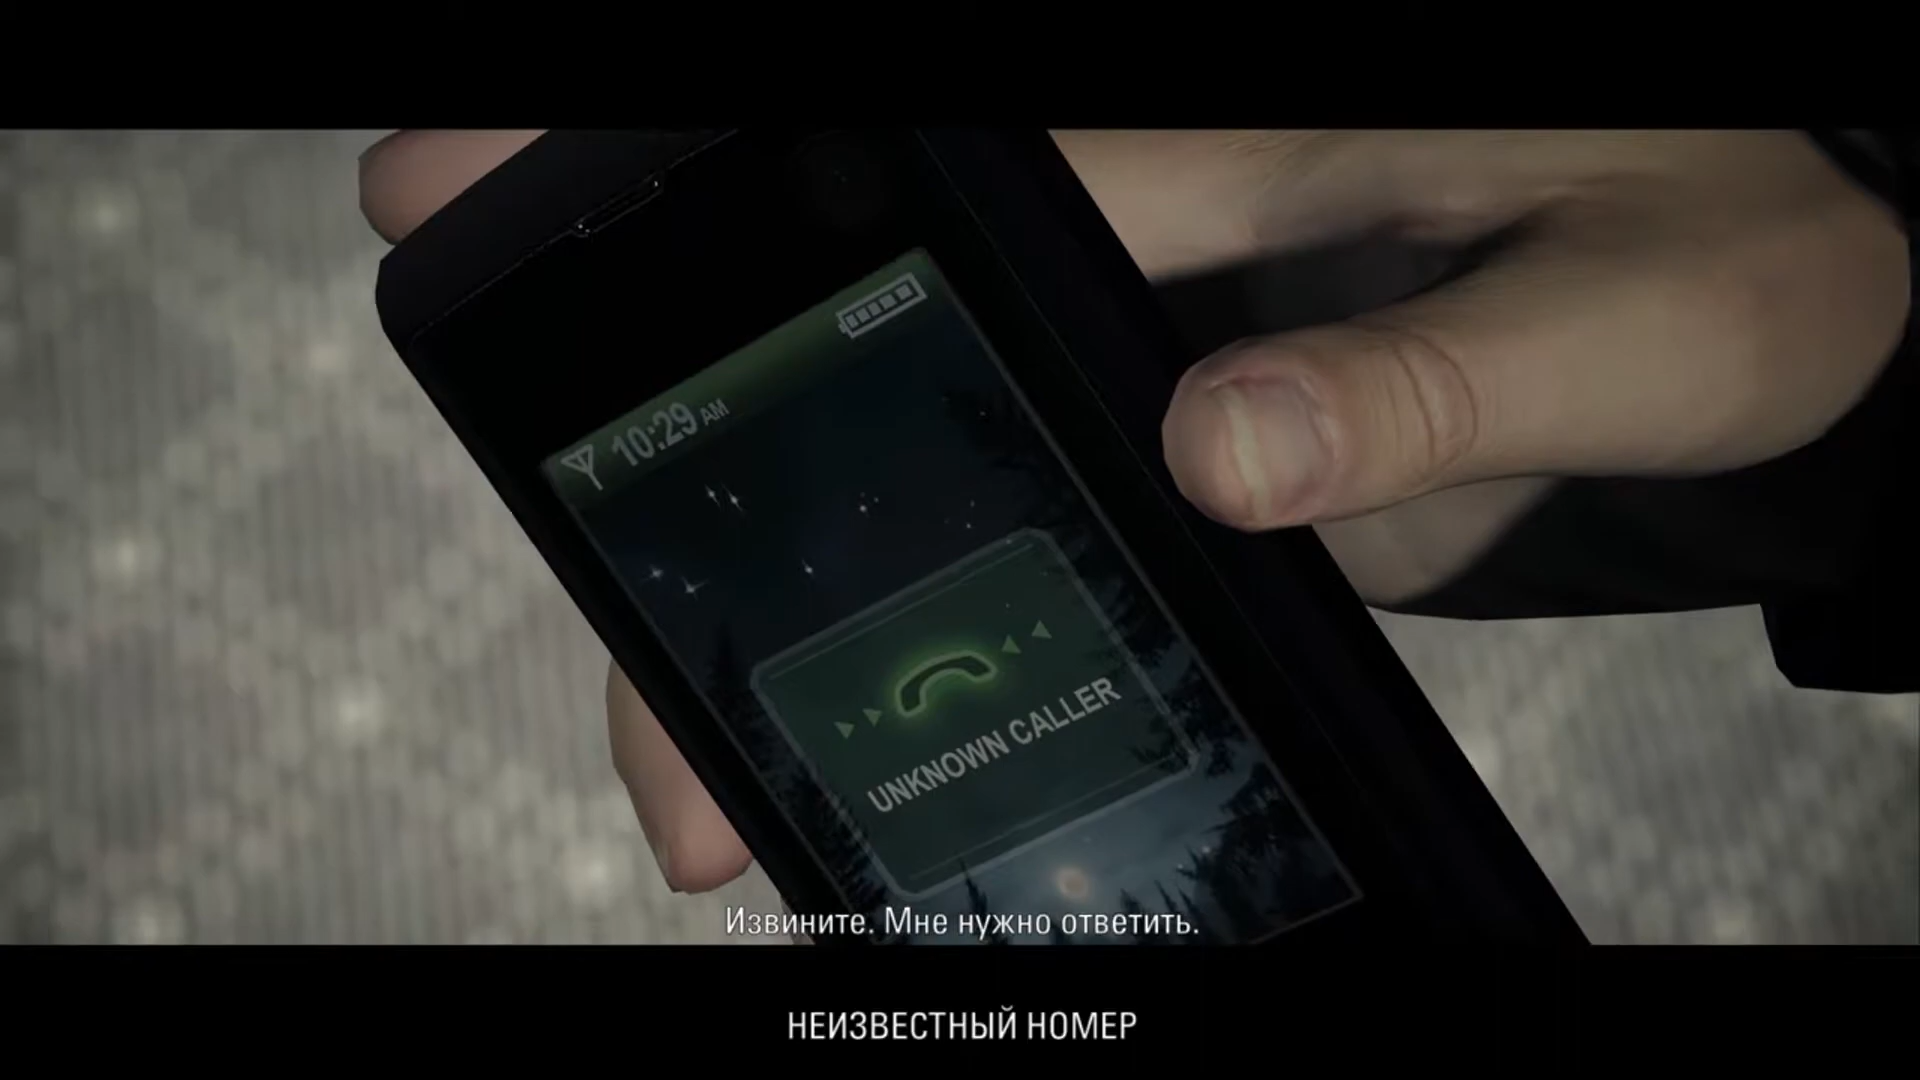 10:29 AM
UNKNOWN CALLER
Извините. Мне нужно ответить.
НЕИЗВЕСТНЫЙ НОМЕР